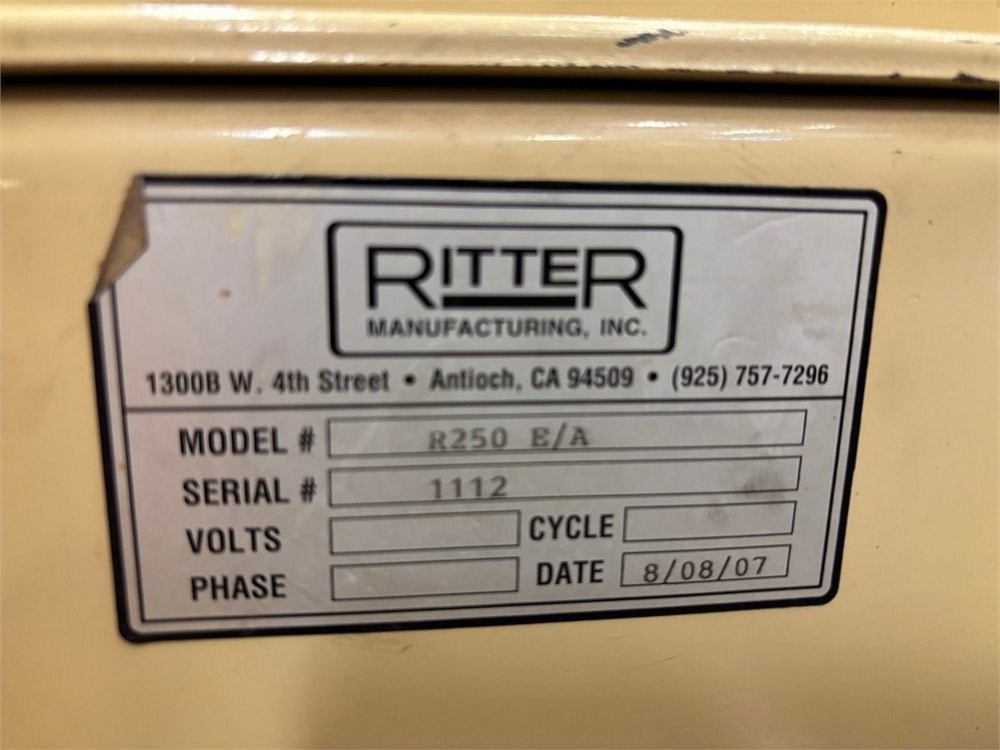 RITTER
MANUFACTURING, INC.
1300B W. 4th Street • Antioch, CA 94509 • (925) 757-7296
MODEL # R250 E/A
SERIAL # 1112
VOLTS CYCLE
PHASE DATE 8/08/07